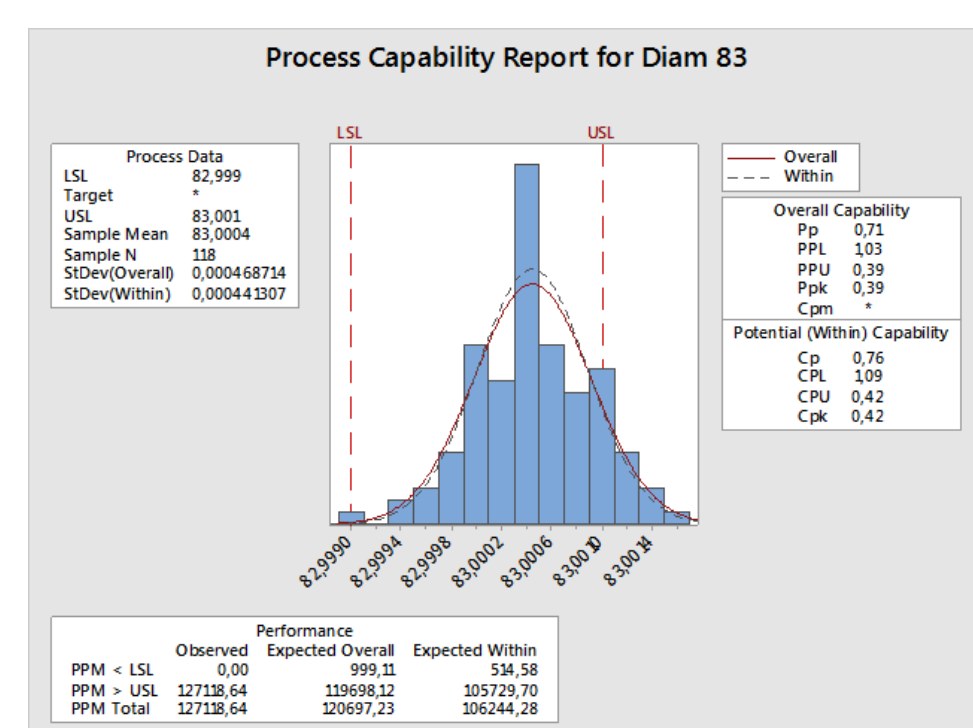 Process Capability Report for Diam 83
LSL USL
Process Data
LSL 82,999
Target *
USL 83,001
Sample Mean 83,0004
Sample N 118
StDev(Overall) 0,000468714
StDev(Within) 0,000441307
Overall
Within
Overall Capability
Pp 0,71
PPL 1,03
PPU 0,39
Ppk 0,39
Cpm *
Potential (Within) Capability
Cp 0,76
CPL 1,09
CPU 0,42
Cpk 0,42
82,9990 82,9994 82,9998 83,0002 83,0006 83,0010 83,0014
Performance
Observed Expected Overall Expected Within
PPM < LSL 0,00 999,11 514,58
PPM > USL 127118,64 119698,12 105729,70
PPM Total 127118,64 120697,23 106244,28